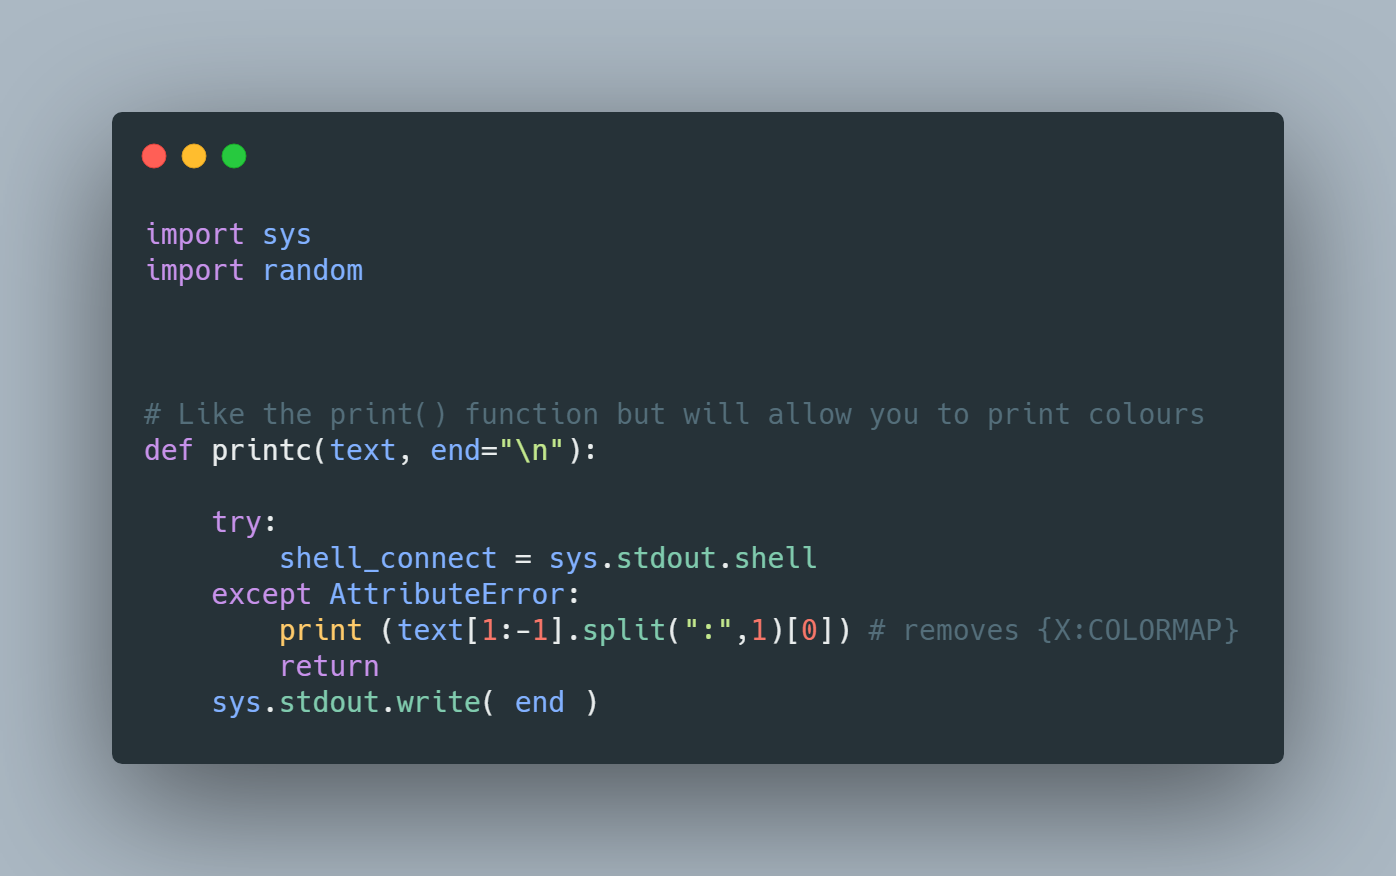 import sys
import random
# Like the print() function but will allow you to print colours
def printc(text, end="\n"):
    try:
        shell_connect = sys.stdout.shell
    except AttributeError:
        print (text[1:-1].split(":",1)[0]) # removes {X:COLORMAP}
        return
    sys.stdout.write( end )